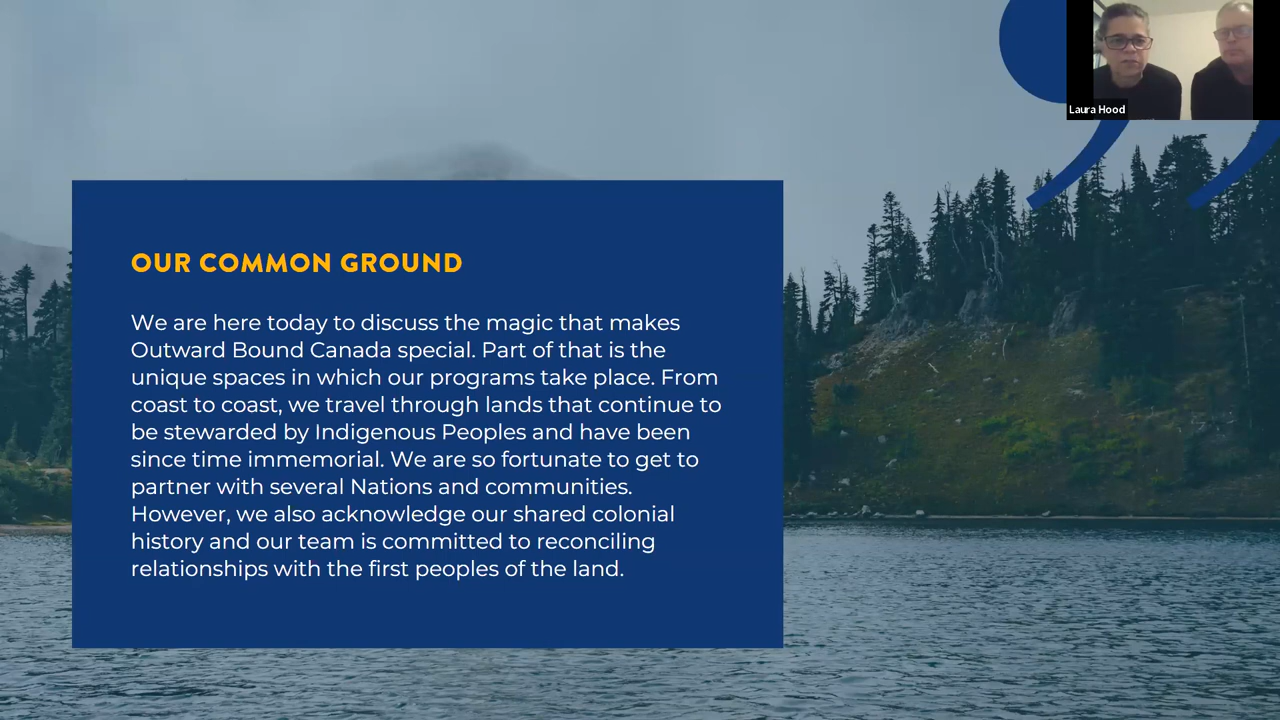 Laura Hood
OUR COMMON GROUND
We are here today to discuss the magic that makes
Outward Bound Canada special. Part of that is the
unique spaces in which our programs take place. From
coast to coast, we travel through lands that continue to
be stewarded by Indigenous Peoples and have been
since time immemorial. We are so fortunate to get to
partner with several Nations and communities.
However, we also acknowledge our shared colonial
history and our team is committed to reconciling
relationships with the first peoples of the land.